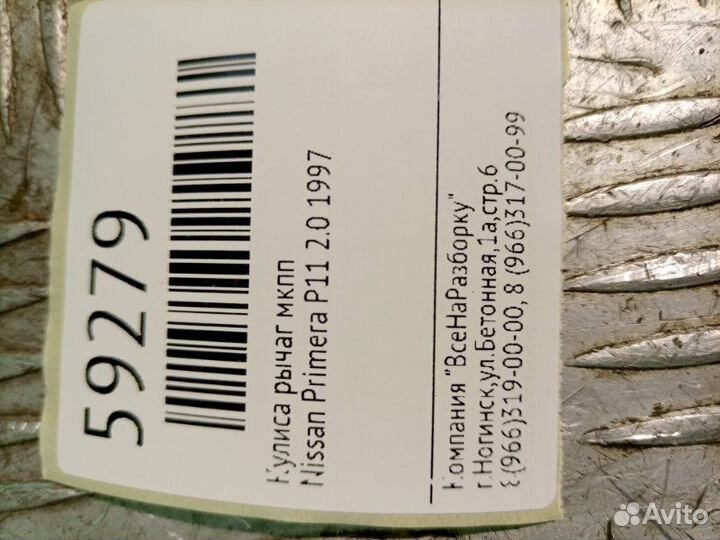 59279
Кулиса рычаг мкпп
Nissan Primera P11 2.0 1997
Компания "ВсеНаРазборку"
г.Ногинск,ул.Бетонная,1а,стр.6
8 (966)319-00-00, 8 (966)317-00-99
Avito